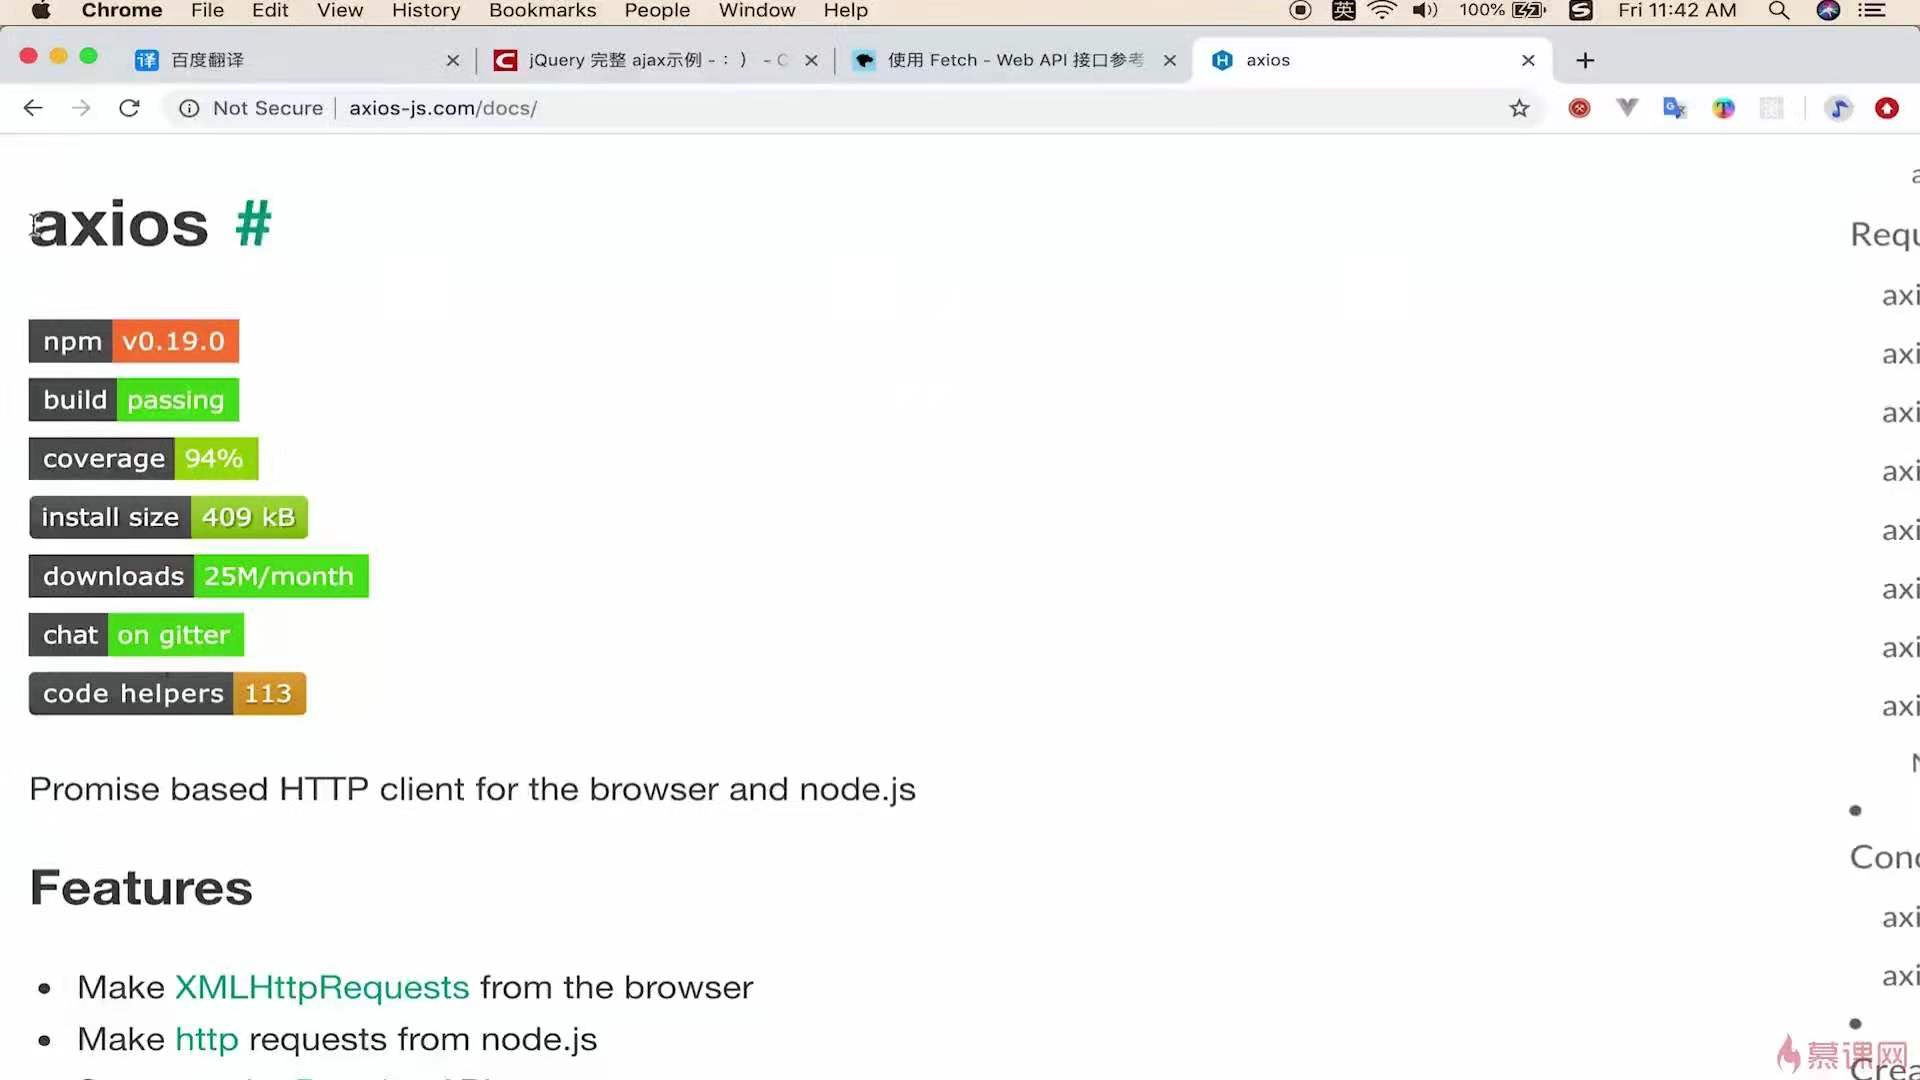 Chrome File Edit View History Bookmarks People Window Help 英 100% Fri 11:42 AM
译 百度翻译 jQuery 完整 ajax示例 - : ) - C 使用 Fetch - Web API 接口参考 axios
Not Secure axios-js.com/docs/
axios #
Requ
npm v0.19.0
axi
axi
build passing
axi
coverage 94%
axi
install size 409 kB
axi
downloads 25M/month
axi
chat on gitter
axi
code helpers 113
axi
Promise based HTTP client for the browser and node.js
Conc
Features
axi
axi
• Make XMLHttpRequests from the browser
• Make http requests from node.js
慕课网
Crea